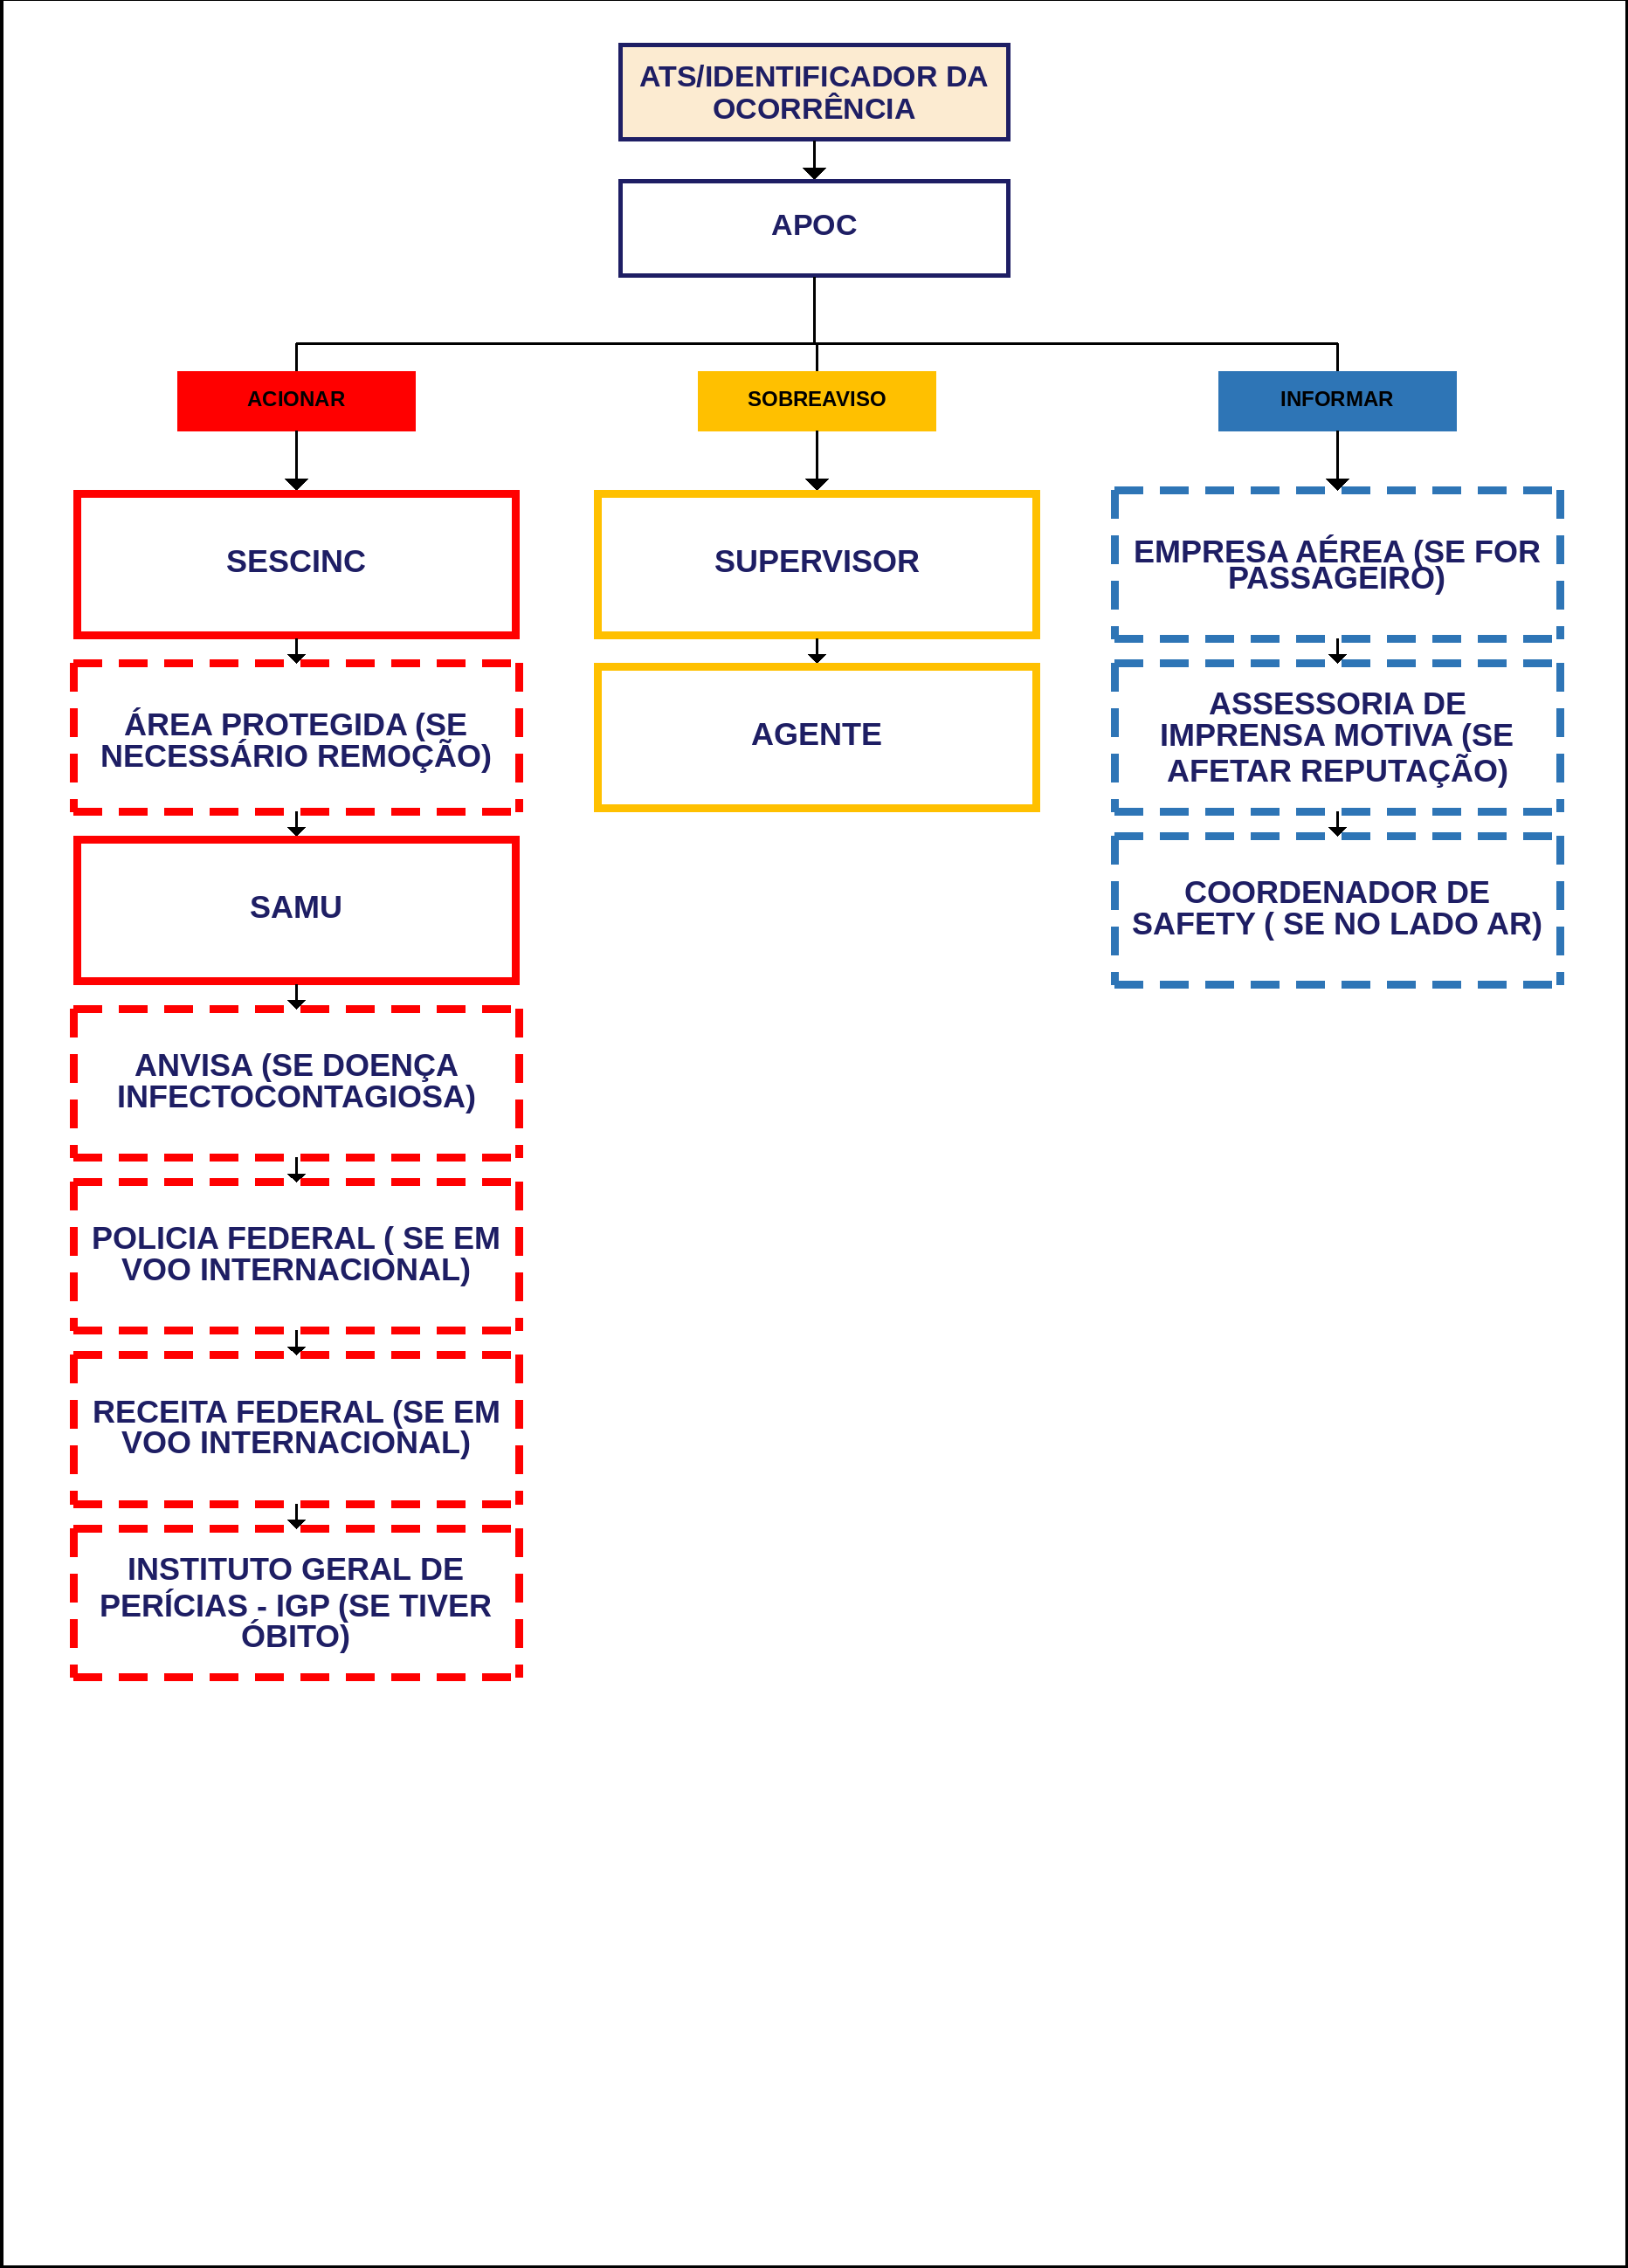 ATS/IDENTIFICADOR DA
OCORRÊNCIA
APOC
ACIONAR
SOBREAVISO
INFORMAR
SESCINC
ÁREA PROTEGIDA (SE
NECESSÁRIO REMOÇÃO)
SAMU
ANVISA (SE DOENÇA
INFECTOCONTAGIOSA)
POLICIA FEDERAL ( SE EM
VOO INTERNACIONAL)
RECEITA FEDERAL (SE EM
VOO INTERNACIONAL)
INSTITUTO GERAL DE
PERÍCIAS - IGP (SE TIVER
ÓBITO)
SUPERVISOR
AGENTE
EMPRESA AÉREA (SE FOR
PASSAGEIRO)
ASSESSORIA DE
IMPRENSA MOTIVA (SE
AFETAR REPUTAÇÃO)
COORDENADOR DE
SAFETY ( SE NO LADO AR)